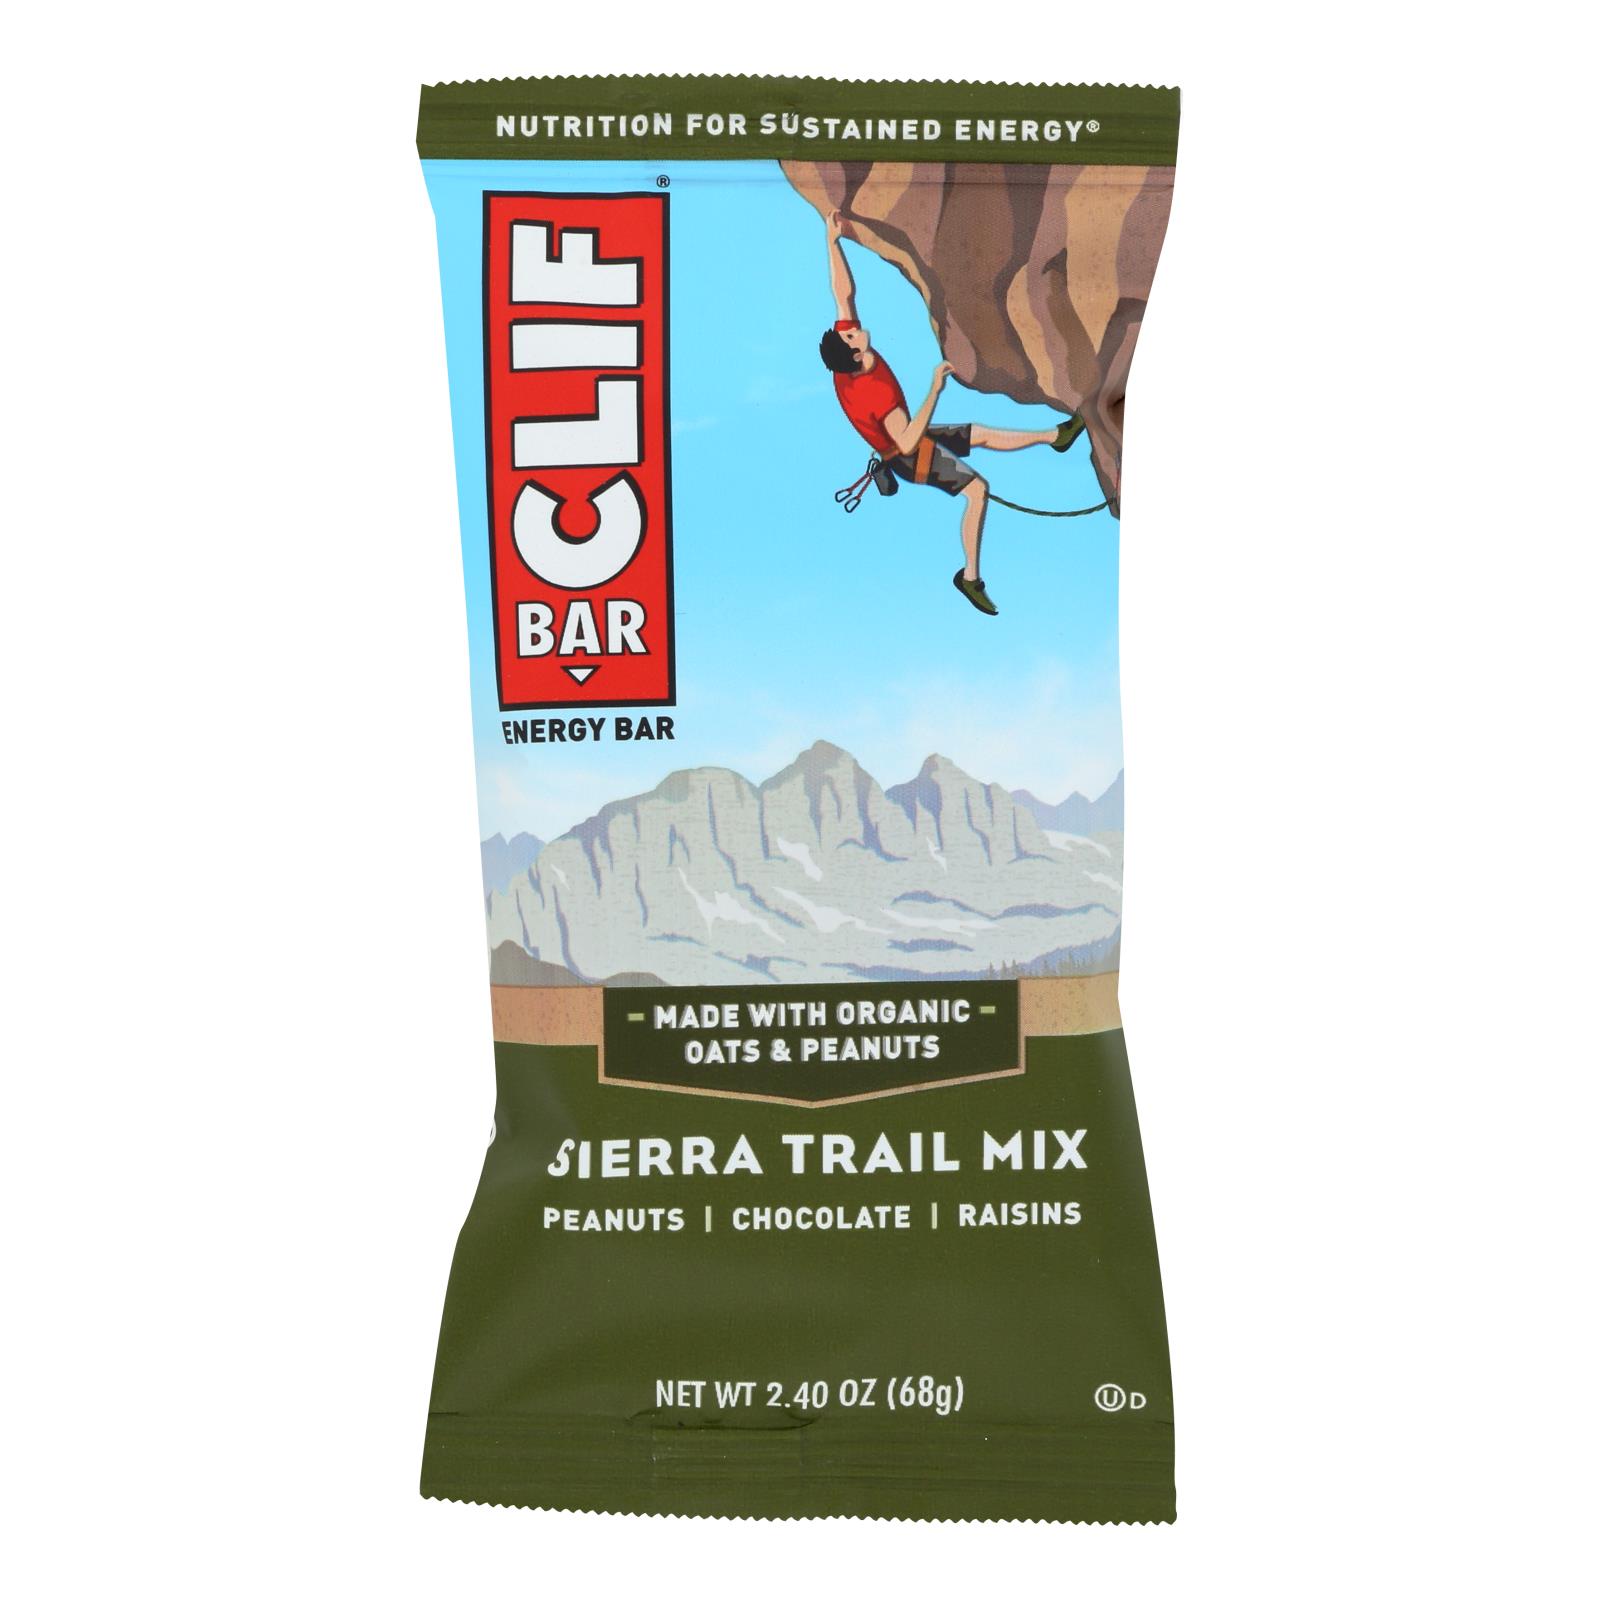 NUTRITION FOR SUSTAINED ENERGY®
CLIF®
BAR
ENERGY BAR
- MADE WITH ORGANIC -
OATS & PEANUTS
SIERRA TRAIL MIX
PEANUTS | CHOCOLATE | RAISINS
NET WT 2.40 OZ (68g)
Ⓤ D